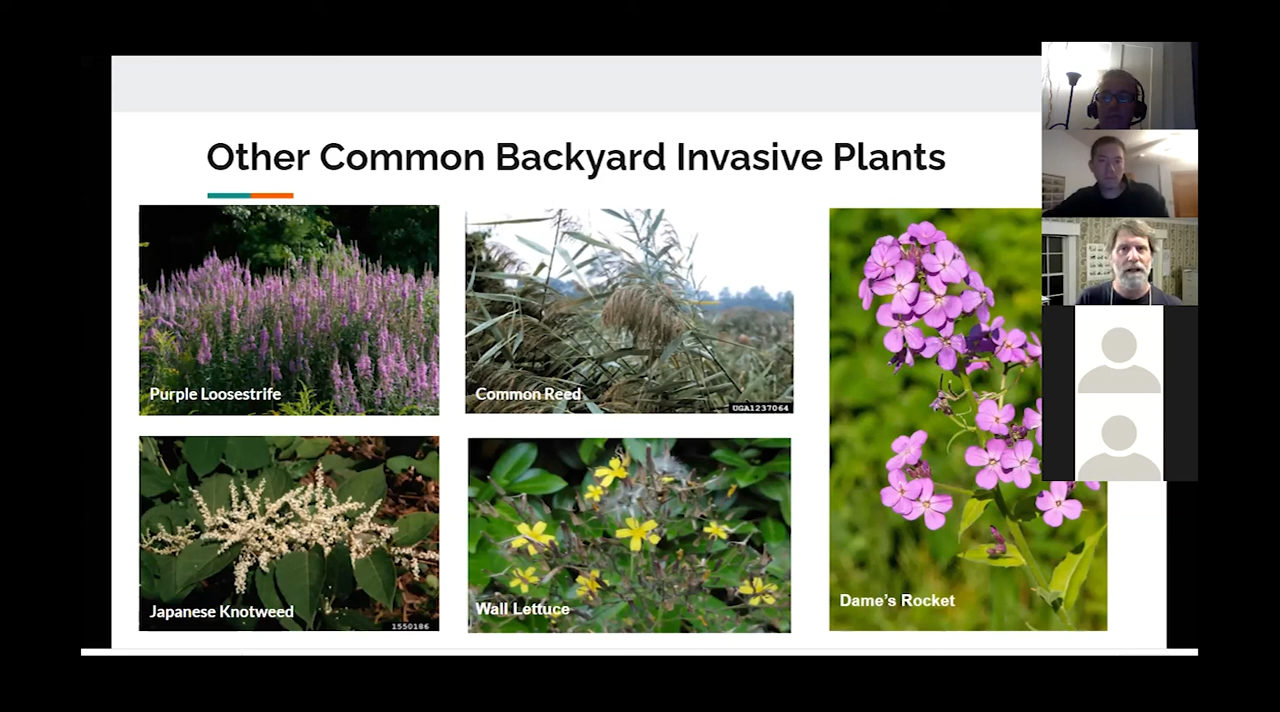 Other Common Backyard Invasive Plants
Purple Loosestrife
Common Reed
UGA1237064
Japanese Knotweed
1550186
Wall Lettuce
Dame's Rocket